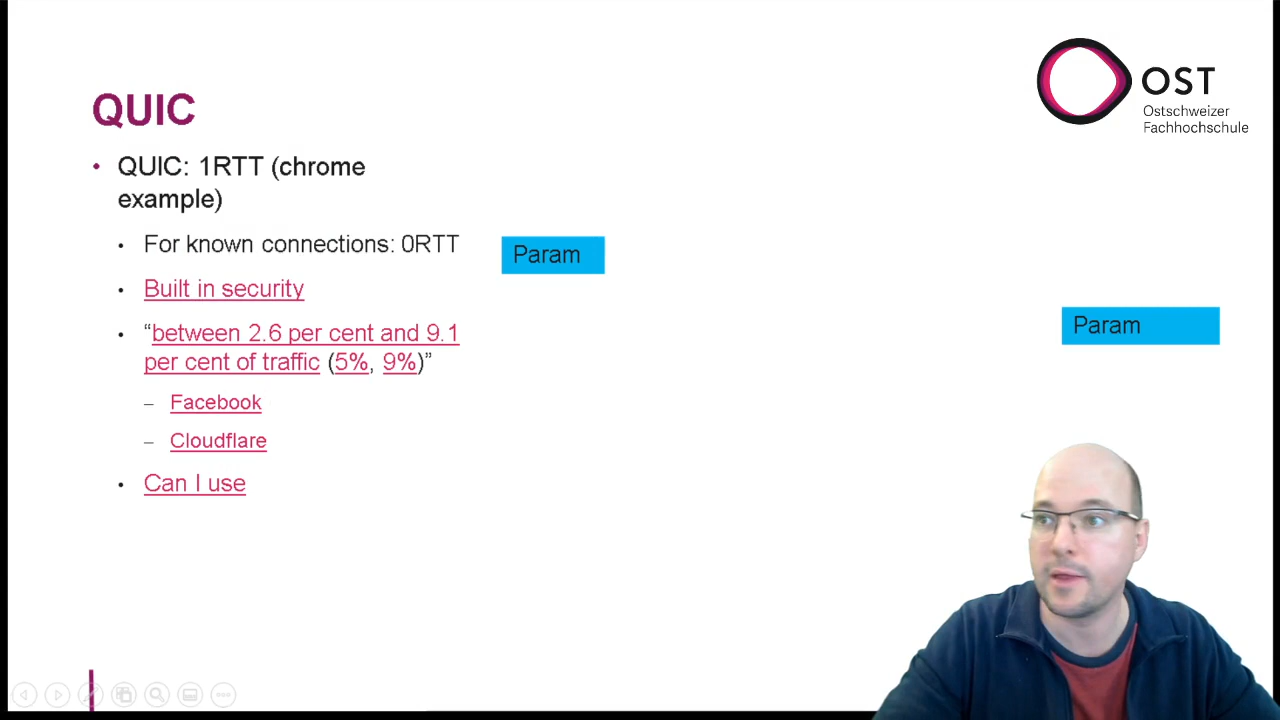 OST
Ostschweizer
Fachhochschule
QUIC
• QUIC: 1RTT (chrome
example)
• For known connections: 0RTT
• Built in security
• “between 2.6 per cent and 9.1
per cent of traffic (5%, 9%)”
– Facebook
– Cloudflare
• Can I use
Param
Param